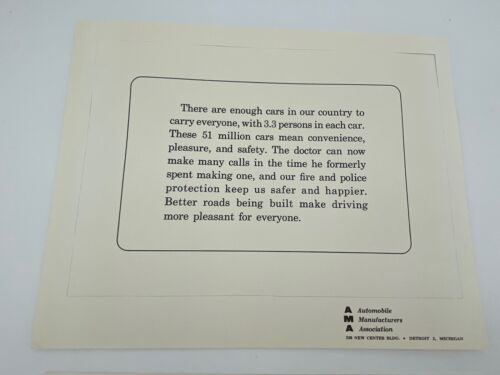 There are enough cars in our country to
carry everyone, with 3.3 persons in each car.
These 51 million cars mean convenience,
pleasure, and safety. The doctor can now
make many calls in the time he formerly
spent making one, and our fire and police
protection keep us safer and happier.
Better roads being built make driving
more pleasant for everyone.
A Automobile
M Manufacturers
A Association
NEW CENTER BLDG. • DETROIT 2, MICHIGAN